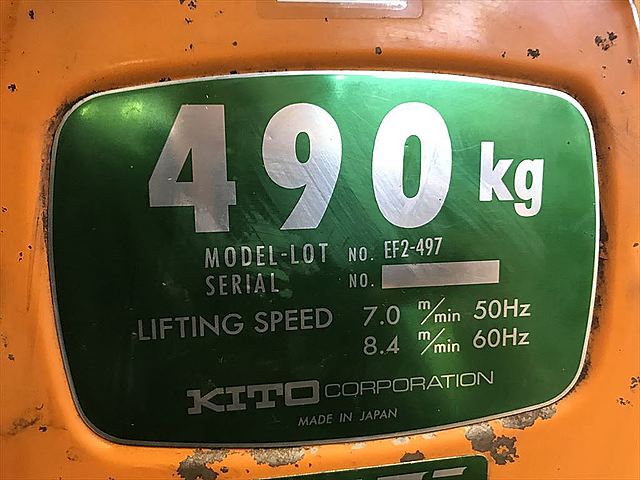 490 kg
MODEL-LOT NO. EF2-497
SERIAL NO.
LIFTING SPEED 7.0 m/min 50Hz
8.4 m/min 60Hz
KITO CORPORATION
MADE IN JAPAN